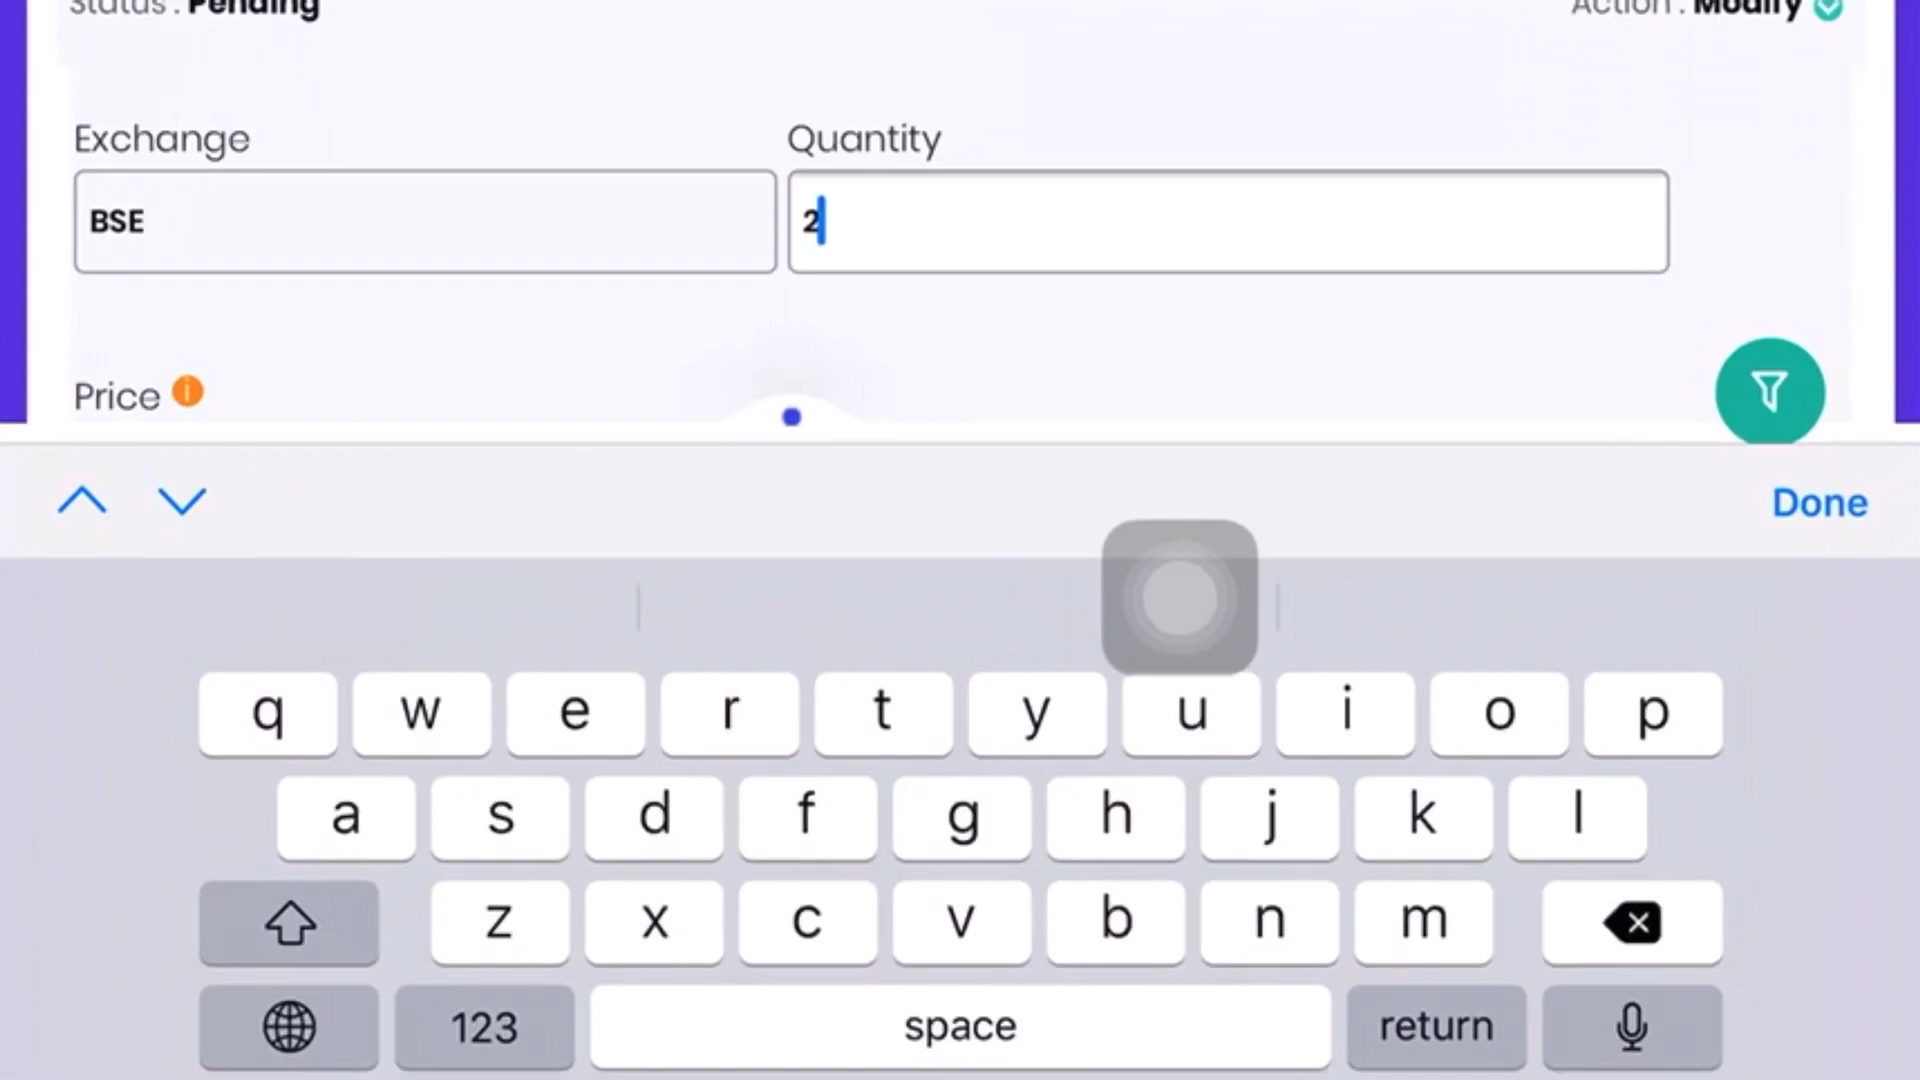 Status : Pending
Action : Modify
Exchange
Quantity
BSE
2
Price
Done
q w e r t y u i o p
a s d f g h j k l
z x c v b n m
123 space return